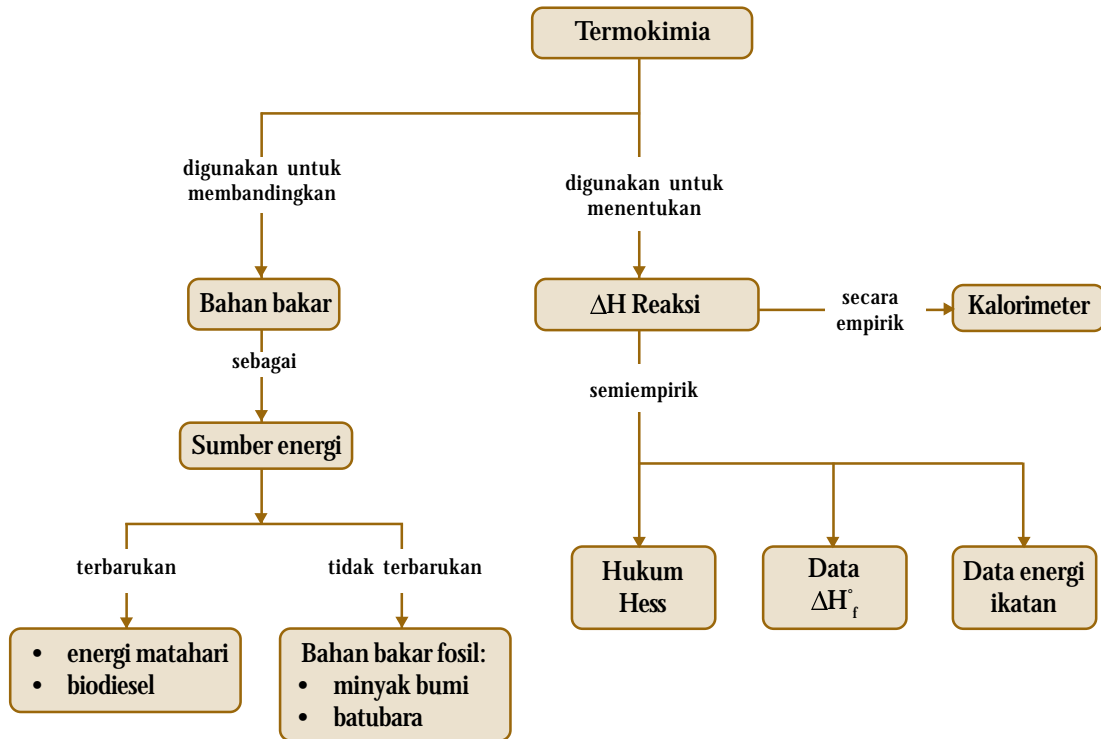 Termokimia
digunakan untuk
membandingkan
digunakan untuk
menentukan
Bahan bakar
ΔH Reaksi
secara
empirik
Kalorimeter
sebagai
semiempirik
Sumber energi
terbarukan
tidak terbarukan
Hukum
Hess
Data
ΔH°f
Data energi
ikatan
• energi matahari
• biodiesel
Bahan bakar fosil:
• minyak bumi
• batubara